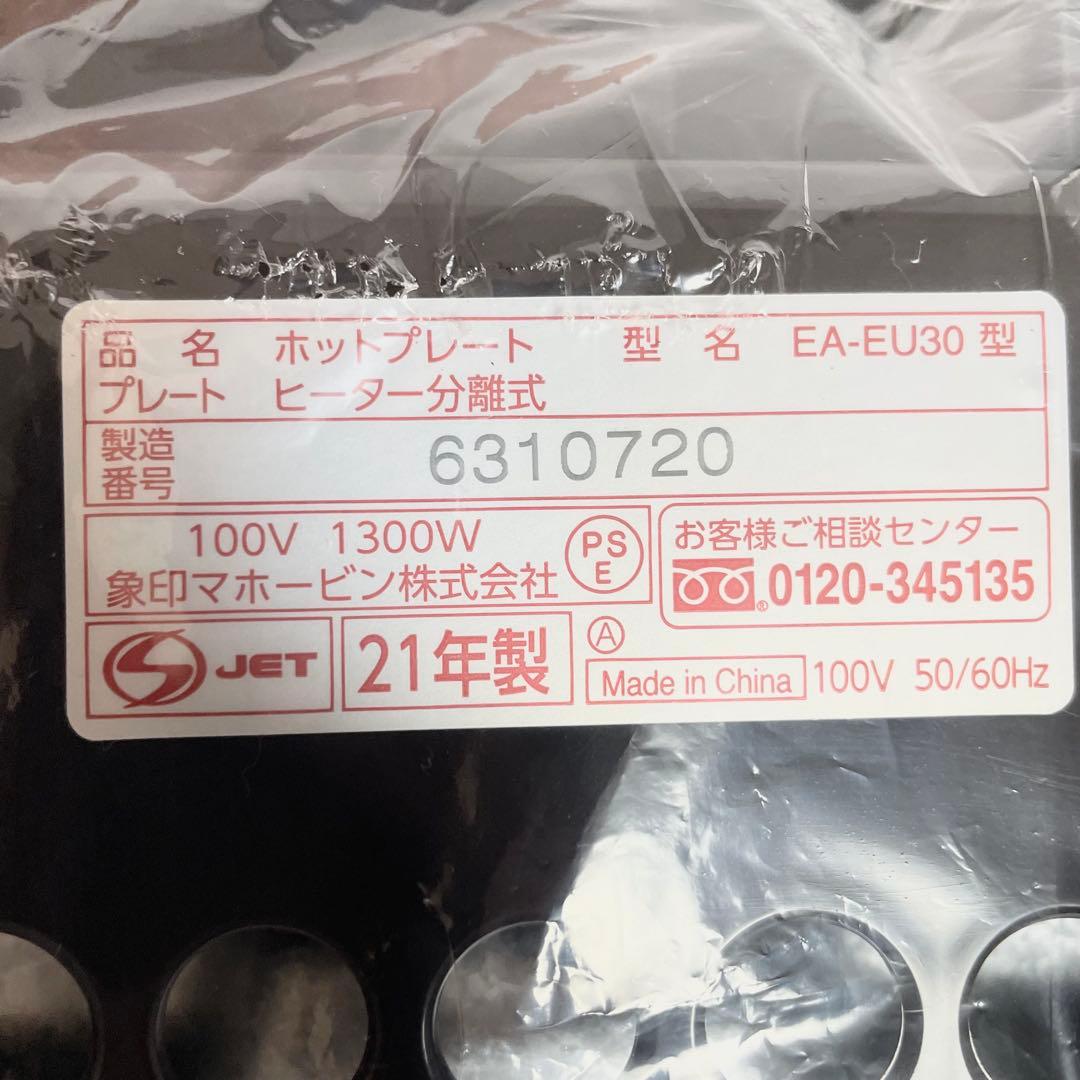 品名 ホットプレート 型名 EA-EU30 型
プレート ヒーター分離式
製造
番号
6310720
100V 1300W
象印マホービン株式会社
PS
E
お客様ご相談センター
0120-345135
JET
21年製
A
Made in China
100V 50/60Hz